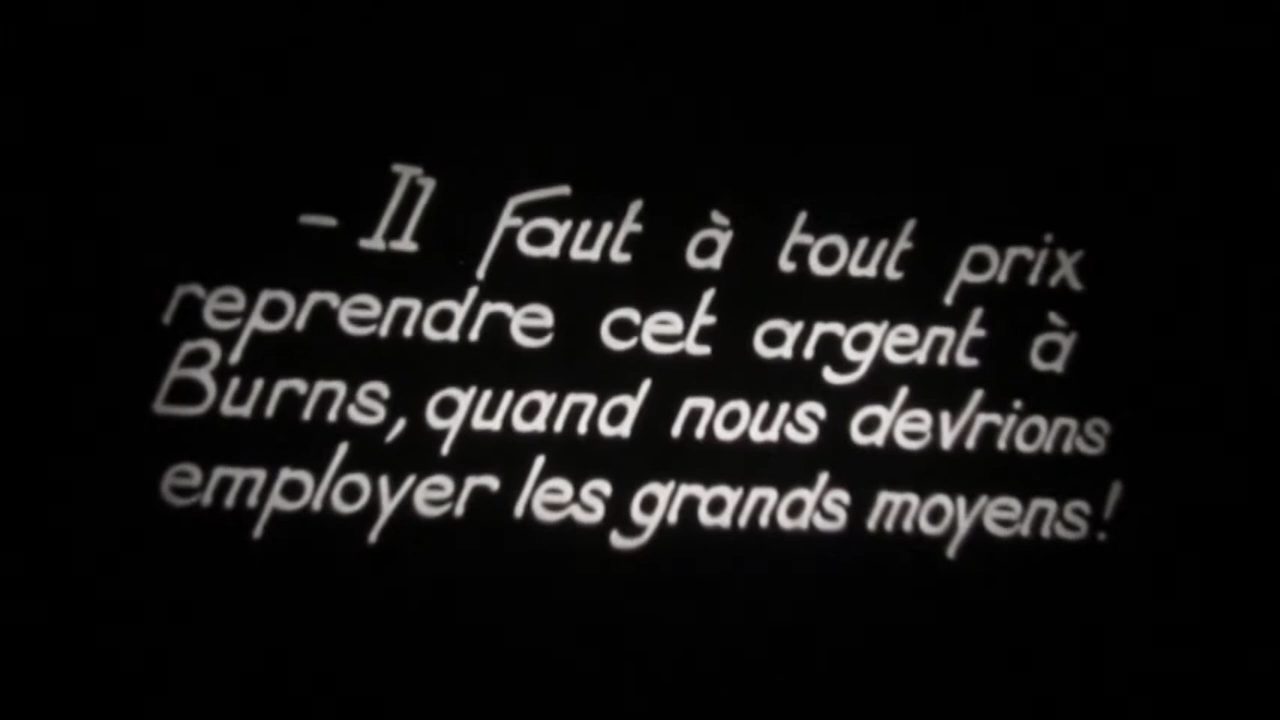 – Il faut à tout prix
reprendre cet argent à
Burns, quand nous devrions
employer les grands moyens!